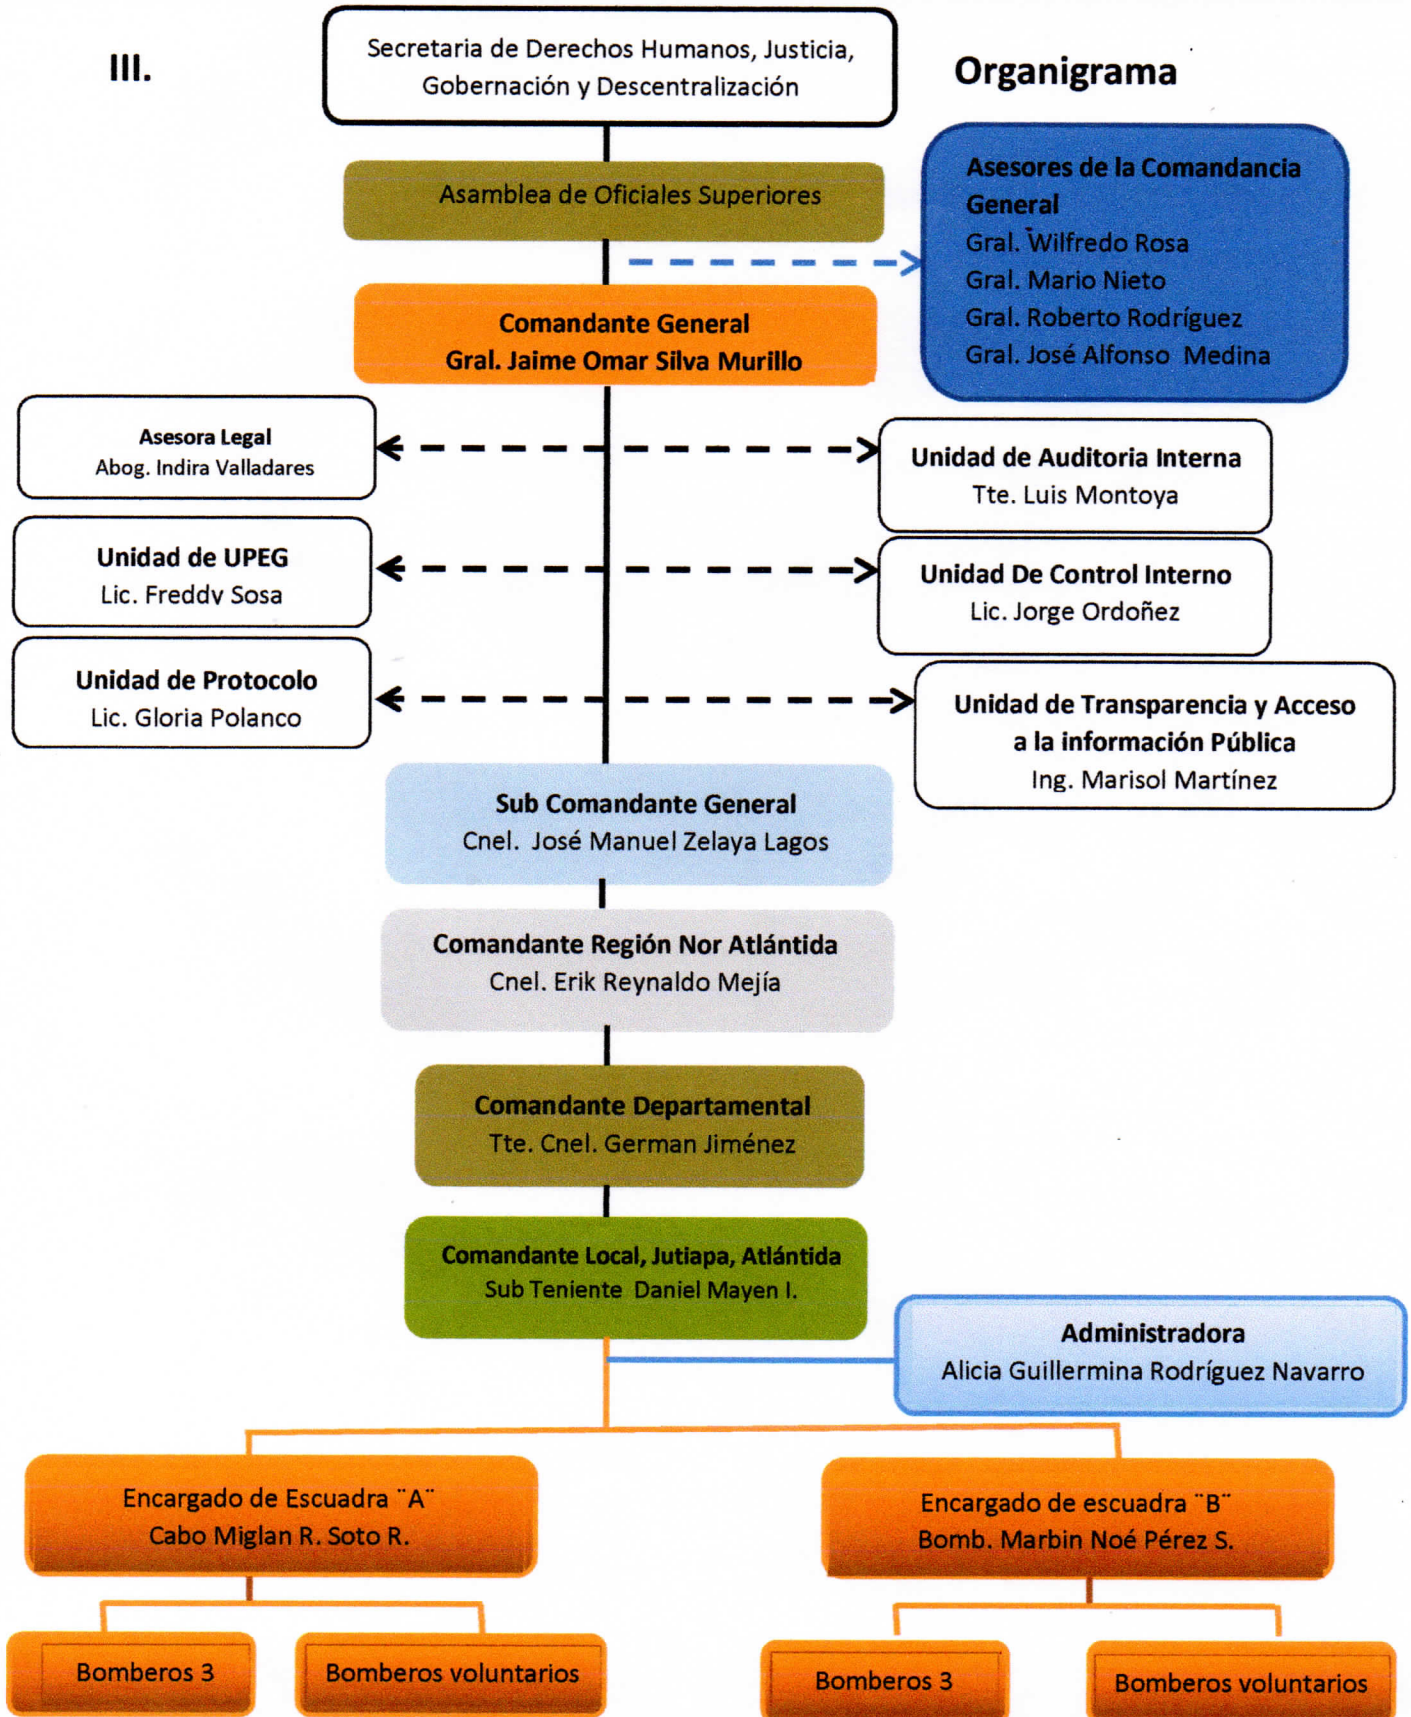 III.
Secretaria de Derechos Humanos, Justicia,
Gobernación y Descentralización
Organigrama
Asamblea de Oficiales Superiores
Asesores de la Comandancia
General
Gral. Wilfredo Rosa
Gral. Mario Nieto
Gral. Roberto Rodríguez
Gral. José Alfonso Medina
Comandante General
Gral. Jaime Omar Silva Murillo
Asesora Legal
Abog. Indira Valladares
Unidad de Auditoria Interna
Tte. Luis Montoya
Unidad de UPEG
Lic. Freddy Sosa
Unidad De Control Interno
Lic. Jorge Ordoñez
Unidad de Protocolo
Lic. Gloria Polanco
Unidad de Transparencia y Acceso
a la información Pública
Ing. Marisol Martínez
Sub Comandante General
Cnel. José Manuel Zelaya Lagos
Comandante Región Nor Atlántida
Cnel. Erik Reynaldo Mejía
Comandante Departamental
Tte. Cnel. German Jiménez
Comandante Local, Jutiapa, Atlántida
Sub Teniente Daniel Mayen I.
Administradora
Alicia Guillermina Rodríguez Navarro
Encargado de Escuadra ¨A¨
Cabo Miglan R. Soto R.
Encargado de escuadra ¨B¨
Bomb. Marbin Noé Pérez S.
Bomberos 3
Bomberos voluntarios
Bomberos 3
Bomberos voluntarios